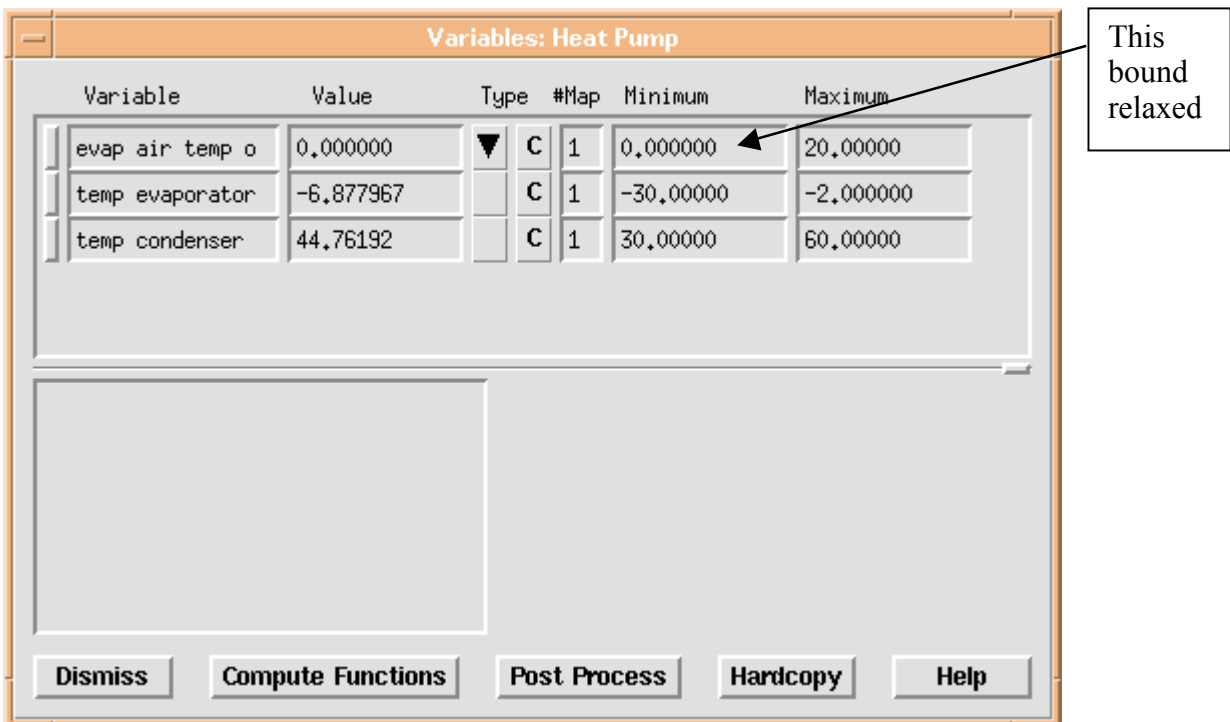 Variables: Heat Pump
This
bound
relaxed
Variable Value Type #Map Minimum Maximum
evap air temp o 0.000000 C 1 0.000000 20.00000
temp evaporator -6.877967 C 1 -30.00000 -2.000000
temp condenser 44.76192 C 1 30.00000 60.00000
Dismiss Compute Functions Post Process Hardcopy Help